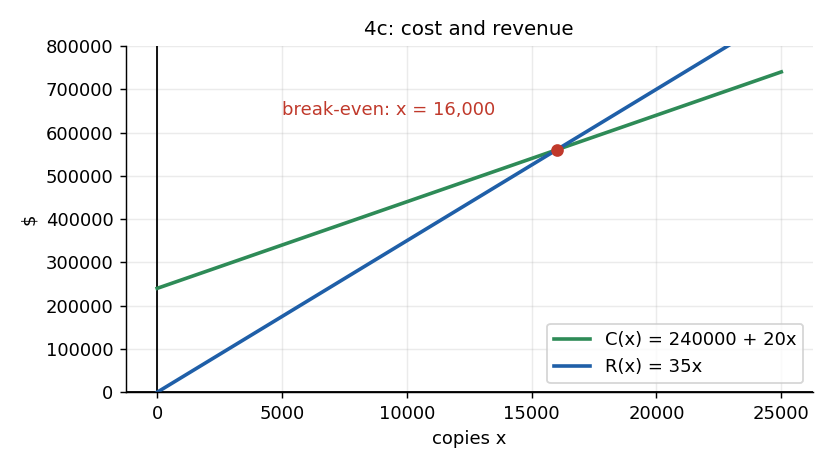 4c: cost and revenue
800000
700000
600000
500000
400000
300000
200000
100000
0
$
break-even: x = 16,000
C(x) = 240000 + 20x
R(x) = 35x
0 5000 10000 15000 20000 25000
copies x